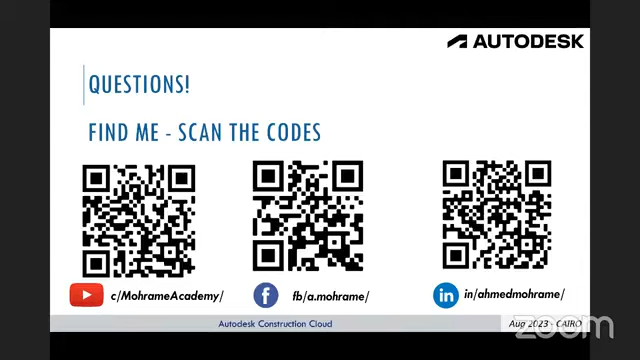 AUTODESK
QUESTIONS!
FIND ME - SCAN THE CODES
c/MohrameAcademy/
fb/a.mohrame/
in/ahmedmohrame/
Autodesk Construction Cloud
Aug 2023 - CAIRO
zoom